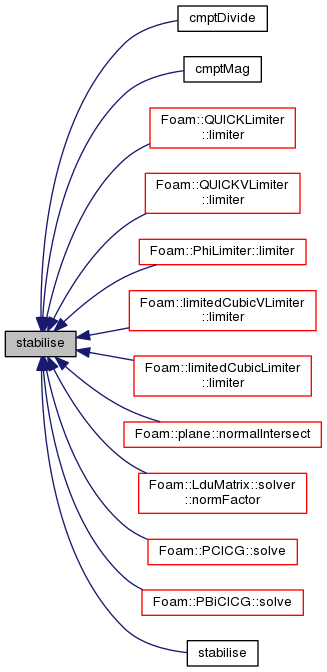 cmptDivide
cmptMag
Foam::QUICKLimiter
::limiter
Foam::QUICKVLimiter
::limiter
Foam::PhiLimiter::limiter
Foam::limitedCubicVLimiter
::limiter
stabilise
Foam::limitedCubicLimiter
::limiter
Foam::plane::normalIntersect
Foam::LduMatrix::solver
::normFactor
Foam::PCICG::solve
Foam::PBiCICG::solve
stabilise